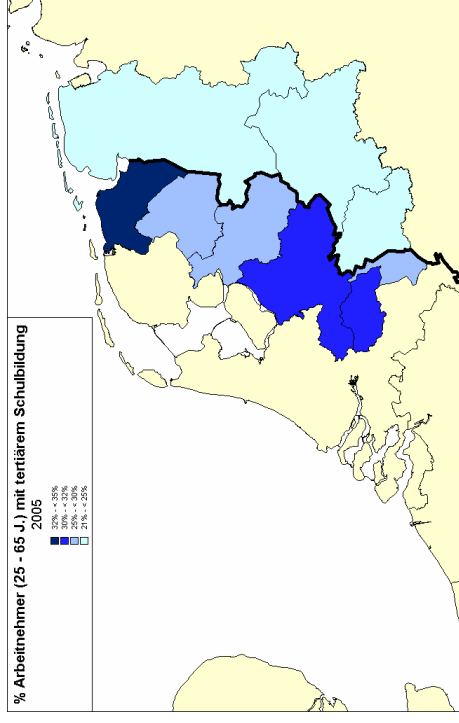 % Arbeitnehmer (25 - 65 J.) mit tertiärem Schulbildung
2005
32% - < 35%
30% - < 32%
25% - < 30%
21% - < 25%